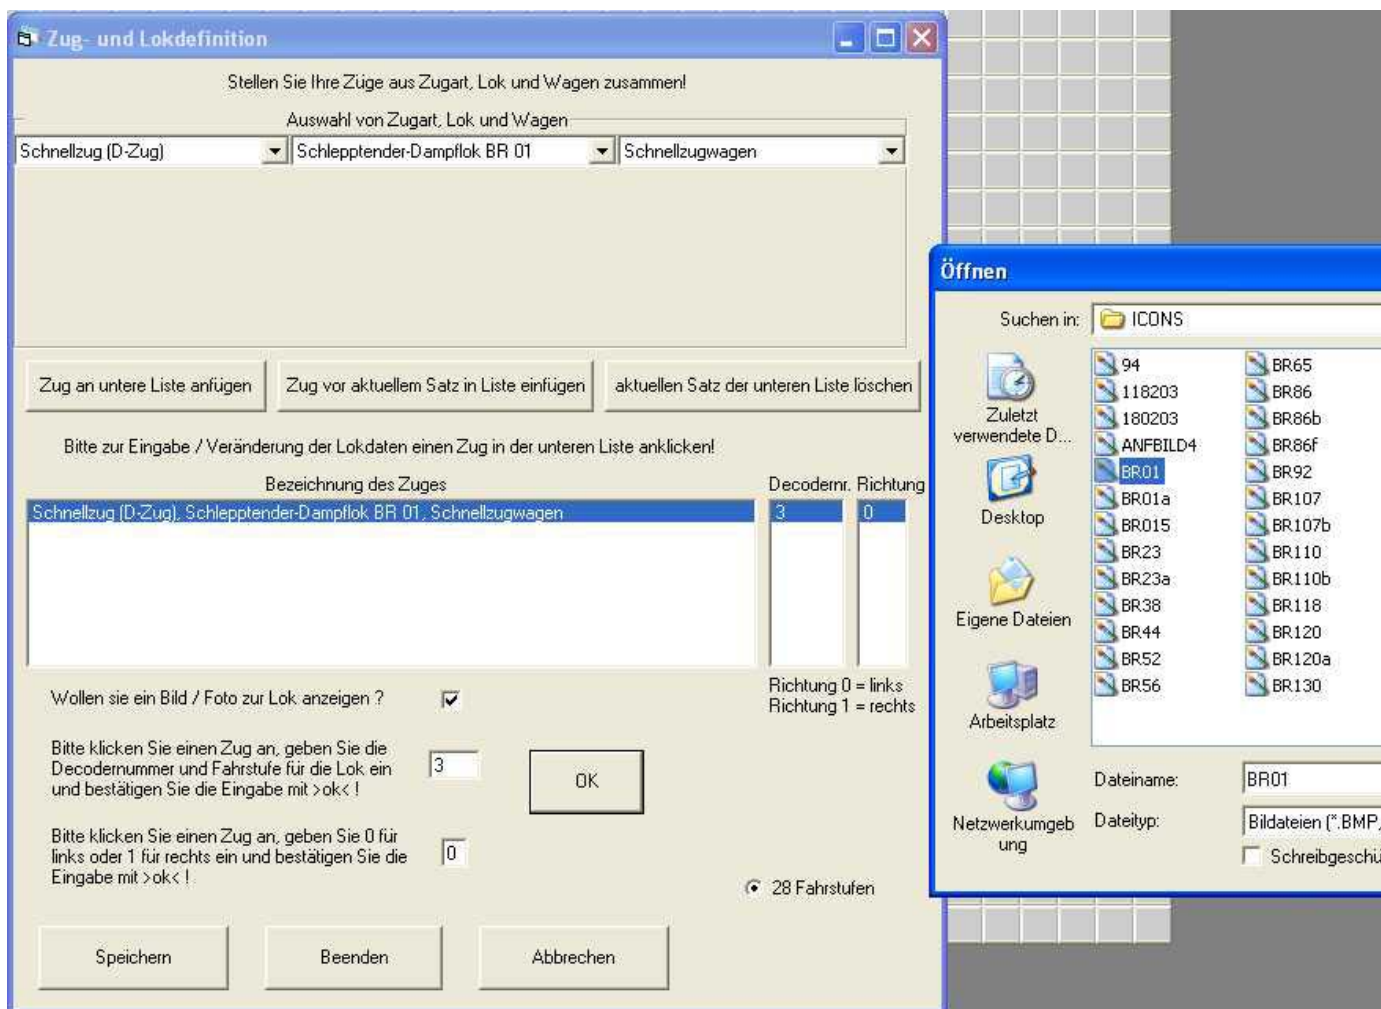 Zug- und Lokdefinition
Stellen Sie Ihre Züge aus Zugart, Lok und Wagen zusammen!
Auswahl von Zugart, Lok und Wagen
Schnellzug (D-Zug)
Schlepptender-Dampflok BR 01
Schnellzugwagen
Zug an untere Liste anfügen
Zug vor aktuellem Satz in Liste einfügen
aktuellen Satz der unteren Liste löschen
Bitte zur Eingabe / Veränderung der Lokdaten einen Zug in der unteren Liste anklicken!
Bezeichnung des Zuges
Decodernr.
Richtung
Schnellzug (D-Zug), Schlepptender-Dampflok BR 01, Schnellzugwagen
3
0
Richtung 0 = links
Richtung 1 = rechts
Wollen sie ein Bild / Foto zur Lok anzeigen ?
Bitte klicken Sie einen Zug an, geben Sie die
Decodernummer und Fahrstufe für die Lok ein
und bestätigen Sie die Eingabe mit >ok< !
3
OK
Bitte klicken Sie einen Zug an, geben Sie 0 für
links oder 1 für rechts ein und bestätigen Sie die
Eingabe mit >ok< !
0
28 Fahrstufen
Speichern
Beenden
Abbrechen
Öffnen
Suchen in:
ICONS
Zuletzt
verwendete D...
Desktop
Eigene Dateien
Arbeitsplatz
Netzwerkumgeb
ung
94
118203
180203
ANFBILD4
BR01
BR01a
BR015
BR23
BR23a
BR38
BR44
BR52
BR56
BR65
BR86
BR86b
BR86f
BR92
BR107
BR107b
BR110
BR110b
BR118
BR120
BR120a
BR130
Dateiname:
BR01
Dateityp:
Bildateien (*.BMP,
Schreibgeschü